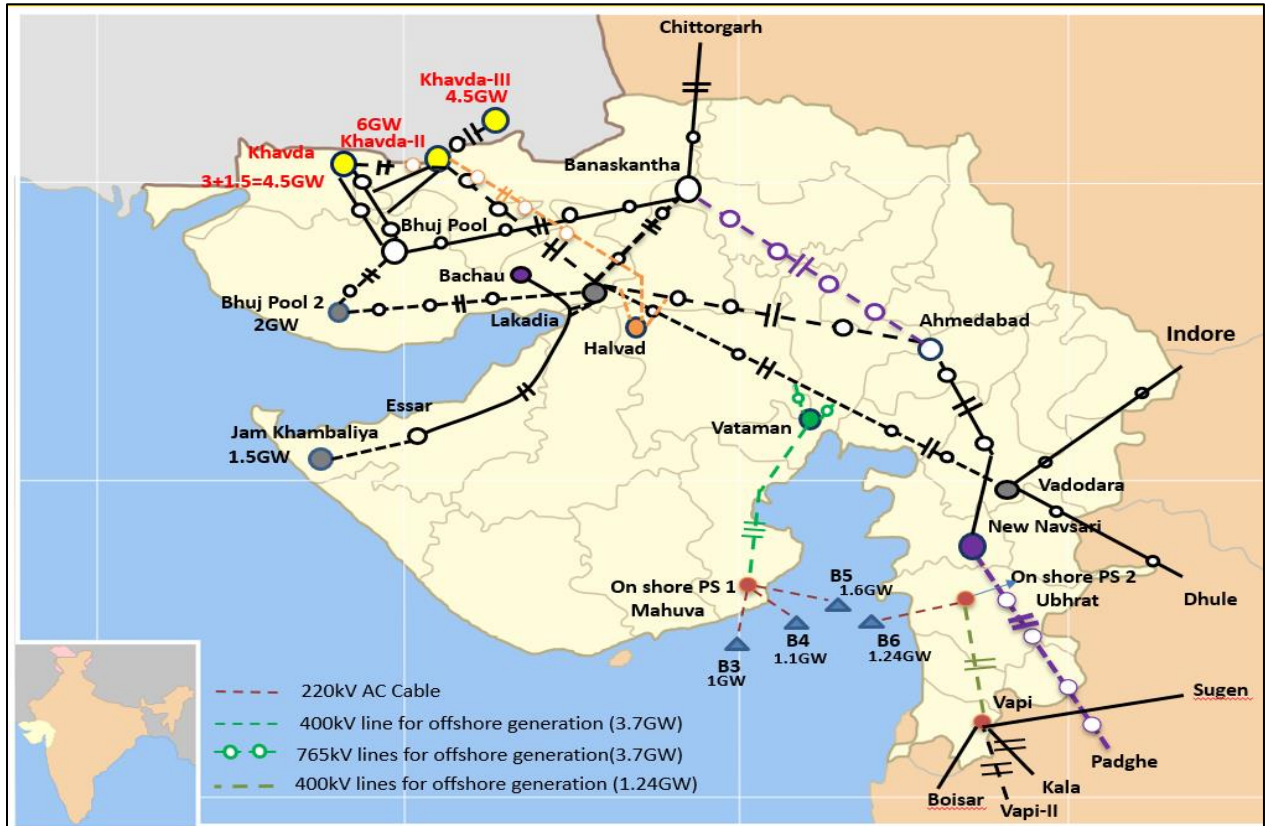 Chittorgarh
Khavda-III
4.5GW
6GW
Khavda-II
Khavda
3+1.5=4.5GW
Banaskantha
Bhuj Pool
Bachau
Bhuj Pool 2
2GW
Lakadia
Halvad
Ahmedabad
Indore
Essar
Jam Khambaliya
1.5GW
Vataman
Vadodara
New Navsari
On shore PS 1
Mahuva
B5
1.6GW
On shore PS 2
Ubhrat
Dhule
B3
1GW
B4
1.1GW
B6
1.24GW
Vapi
Sugen
Padghe
Kala
Boisar
Vapi-II
220kV AC Cable
400kV line for offshore generation (3.7GW)
765kV lines for offshore generation(3.7GW)
400kV lines for offshore generation (1.24GW)